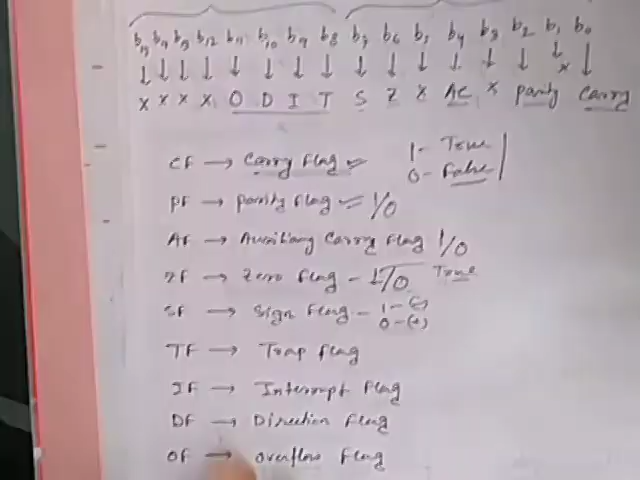 b15 b14 b13 b12 b11 b10 b9 b8 b7 b6 b5 b4 b3 b2 b1 b0
x x x x O D I T S Z x AC x parity x Carry
CF → Carry Flag 1 - True
0 - False
PF → parity Flag 1/0
AF → Auxiliary Carry Flag 1/0
ZF → Zero Flag - 1/0 True
SF → Sign Flag - 1 - (-)
0 - (+)
TF → Trap flag
IF → Interrupt Flag
DF → Direction Flag
OF → overflow Flag